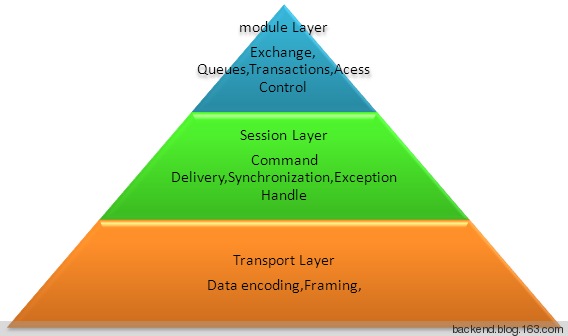 module Layer
Exchange,
Queues,Transactions,Acess
Control
Session Layer
Command
Delivery,Synchronization,Exception
Handle
Transport Layer
Data encoding,Framing,
backend.blog.163.com